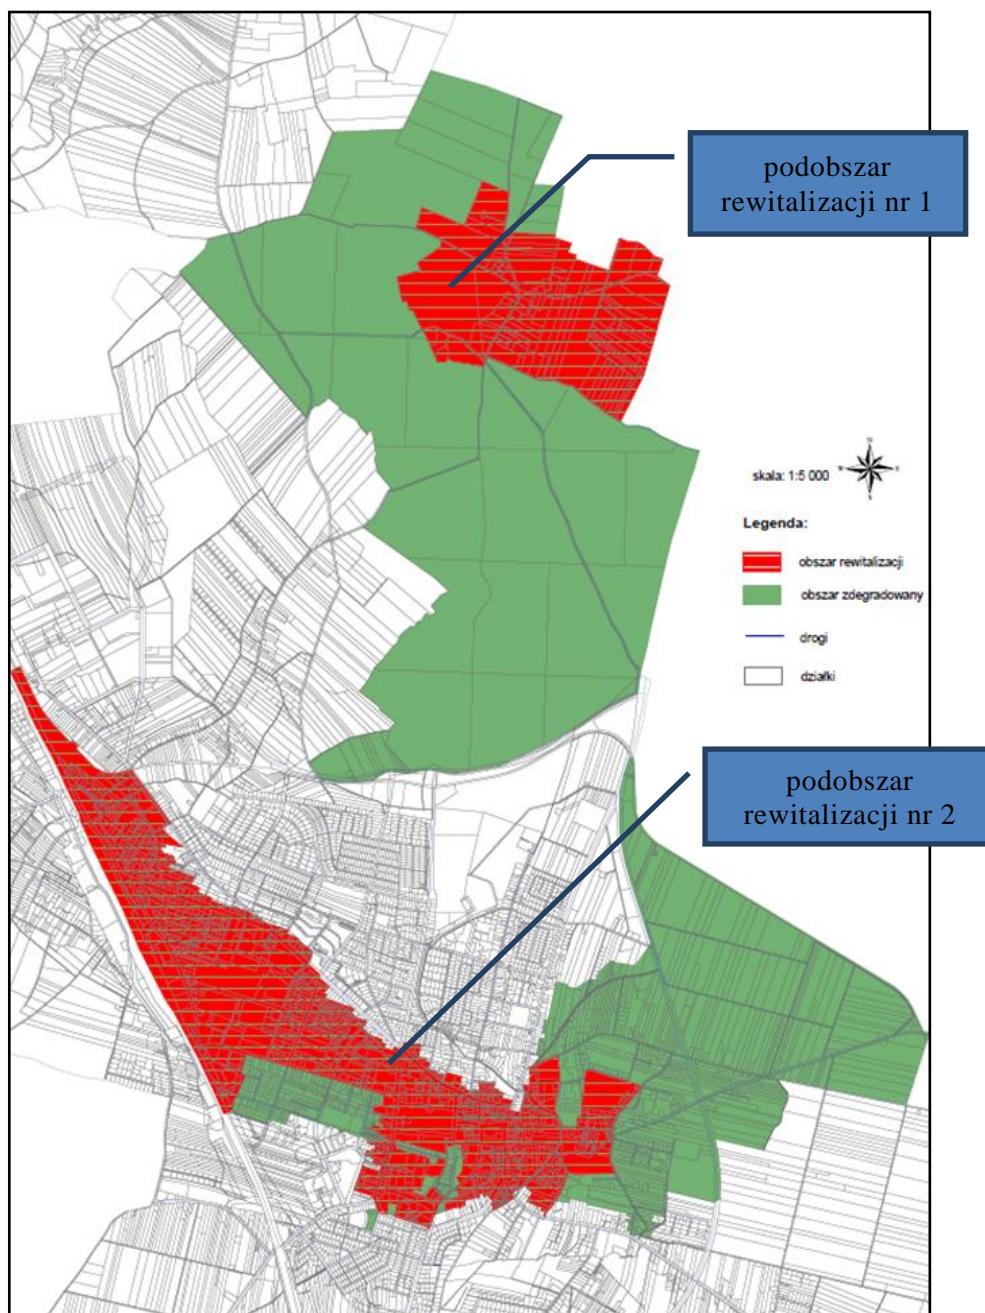 podobszar
rewitalizacji nr 1
N
W
E
S
skala: 1:5 000
Legenda:
obszar rewitalizacji
obszar zdegradowany
drogi
działki
podobszar
rewitalizacji nr 2